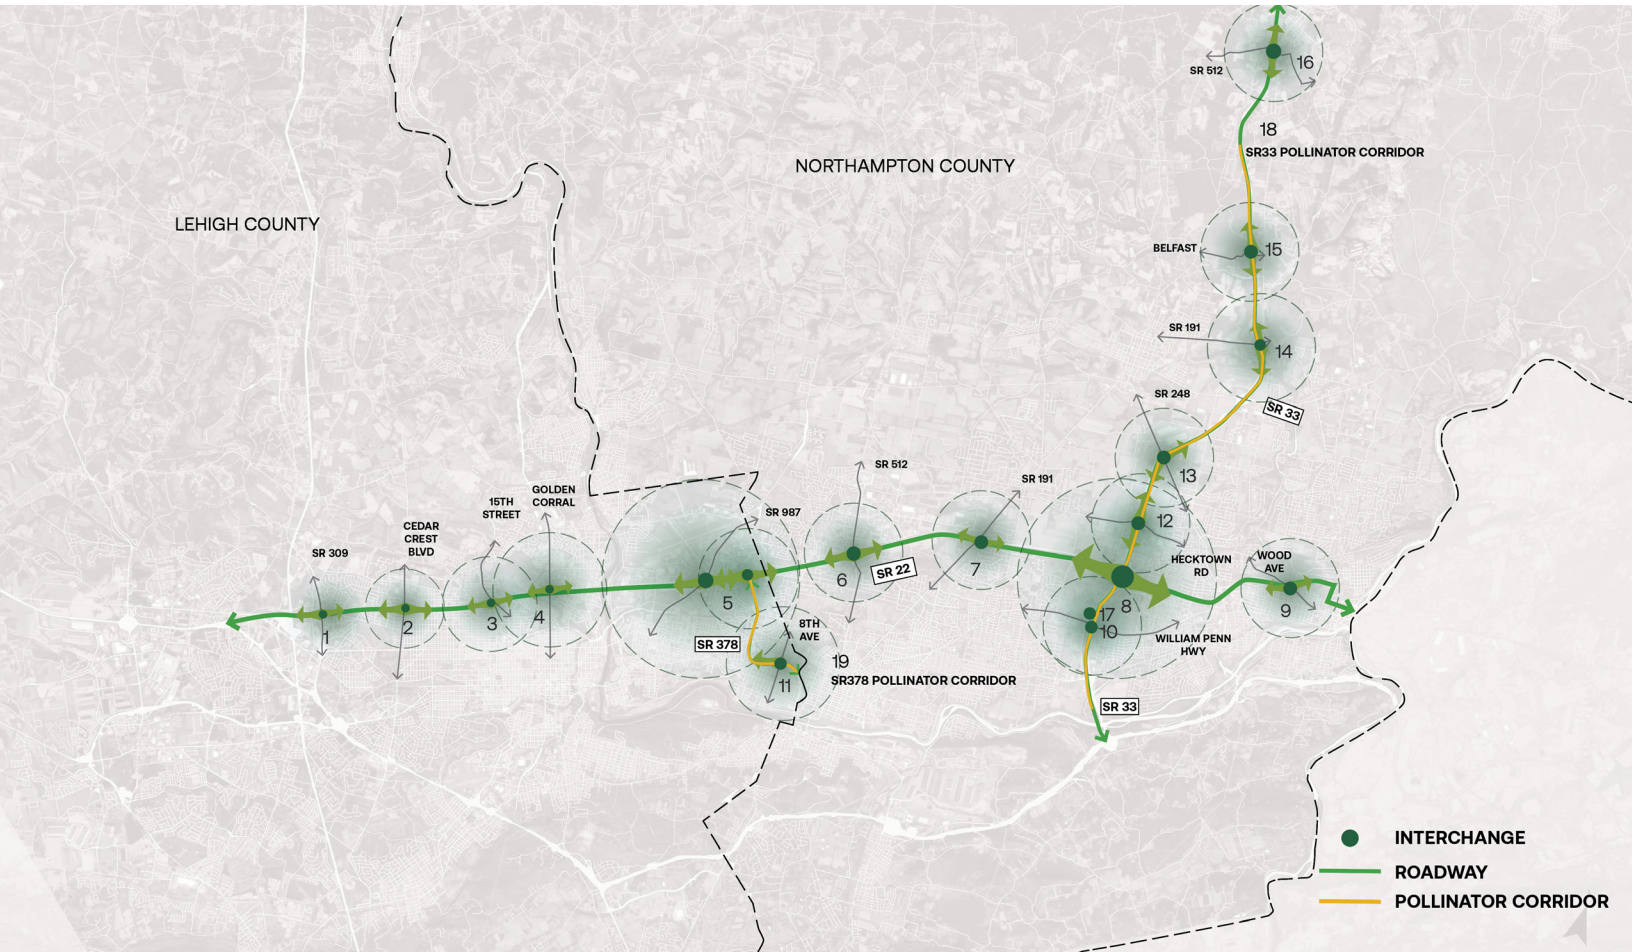 SR 512
16
18
SR33 POLLINATOR CORRIDOR
NORTHAMPTON COUNTY
LEHIGH COUNTY
BELFAST
15
SR 191
14
SR 248
SR 33
13
SR 512
SR 191
GOLDEN
CORRAL
15TH
STREET
SR 987
12
CEDAR
CREST
BLVD
SR 309
HECKTOWN
RD
WOOD
AVE
SR 22
6
7
5
8
9
17
10
1
2
3
4
8TH
AVE
WILLIAM PENN
HWY
SR 378
19
SR378 POLLINATOR CORRIDOR
11
SR 33
INTERCHANGE
ROADWAY
POLLINATOR CORRIDOR